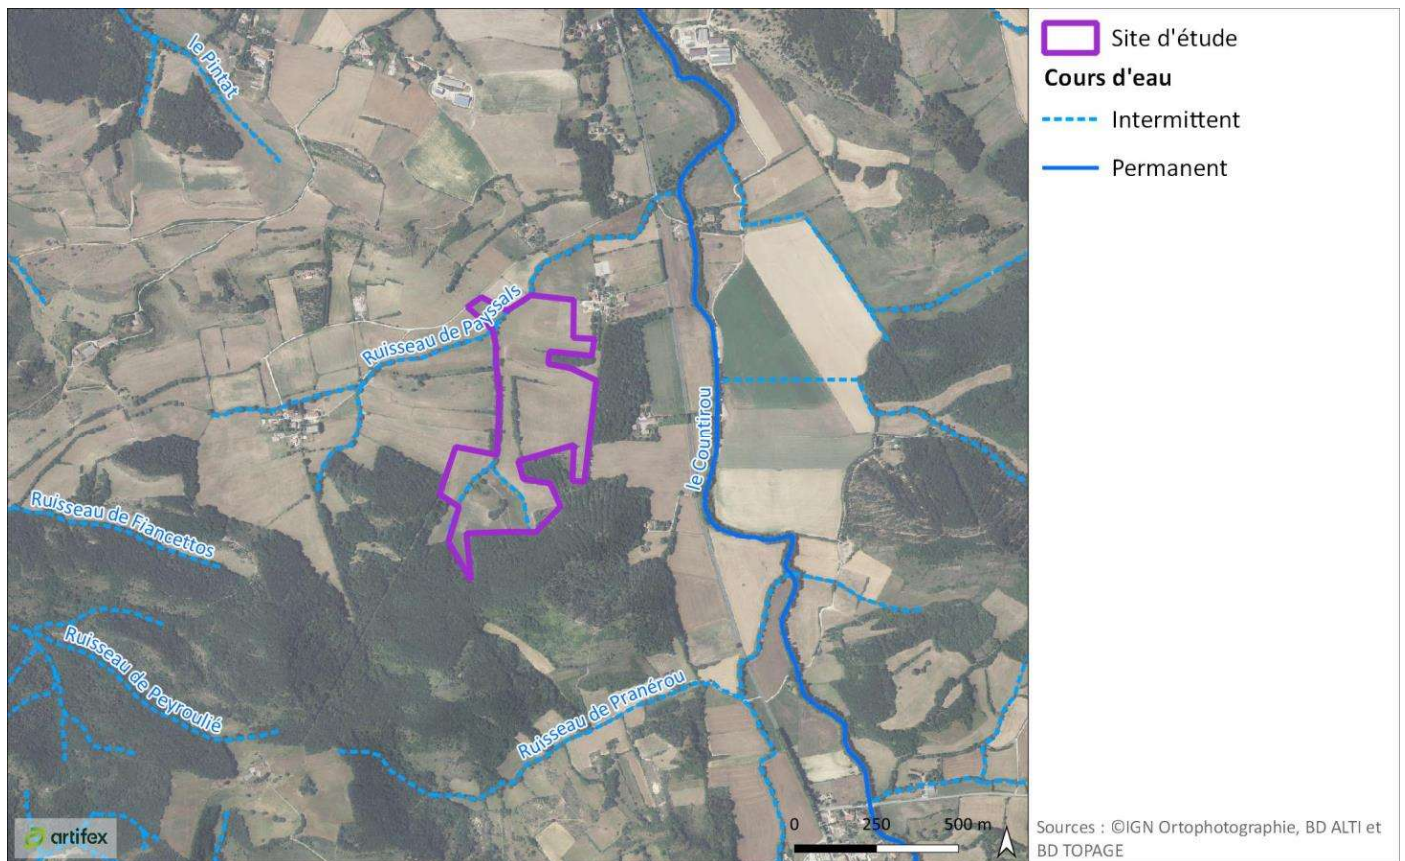 le Pintat
Ruisseau de Payssals
Ruisseau de Fiancettos
le Countirou
Ruisseau de Peyroulié
Ruisseau de Pranérou
artifex
0 250 500 m
Site d'étude
Cours d'eau
Intermittent
Permanent
Sources : ©IGN Ortophotographie, BD ALTI et
BD TOPAGE